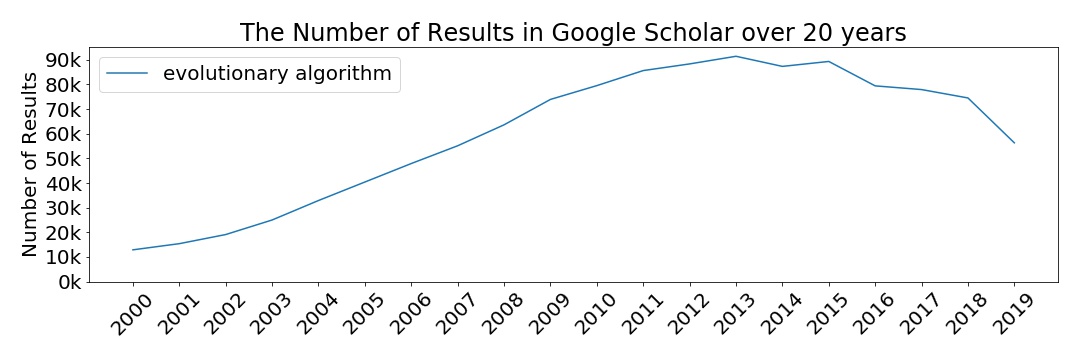 The Number of Results in Google Scholar over 20 years
evolutionary algorithm
Number of Results
90k
80k
70k
60k
50k
40k
30k
20k
10k
0k
2000
2001
2002
2003
2004
2005
2006
2007
2008
2009
2010
2011
2012
2013
2014
2015
2016
2017
2018
2019